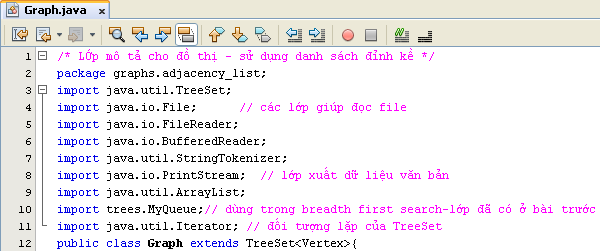 Graph.java x
1 /* Lớp mô tả cho đồ thị - sử dụng danh sách đỉnh kề */
2 package graphs.adjacency_list;
3 import java.util.TreeSet;
4 import java.io.File; // các lớp giúp đọc file
5 import java.io.FileReader;
6 import java.io.BufferedReader;
7 import java.util.StringTokenizer;
8 import java.io.PrintStream; // lớp xuất dữ liệu văn bản
9 import java.util.ArrayList;
10 import trees.MyQueue;// dùng trong breadth first search-lớp đã có ở bài trước
11 import java.util.Iterator; // đối tượng lặp của TreeSet
12 public class Graph extends TreeSet<Vertex>{